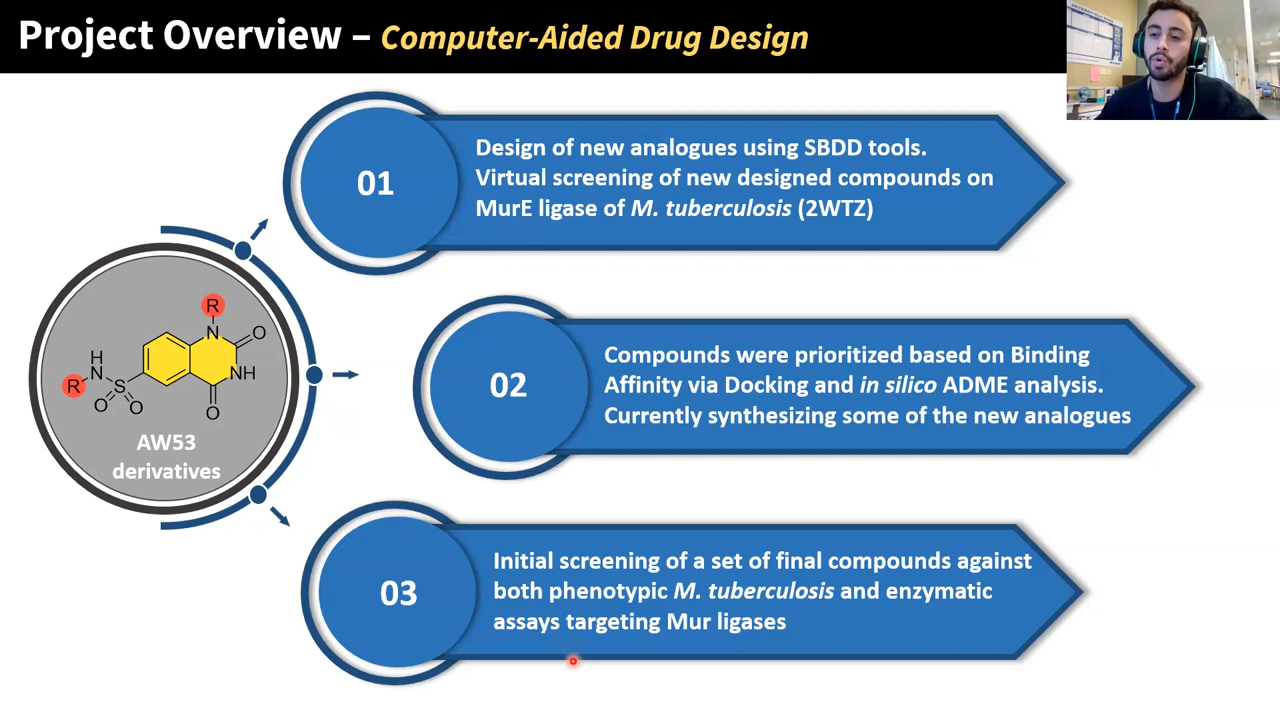 Project Overview – Computer-Aided Drug Design
01
Design of new analogues using SBDD tools.
Virtual screening of new designed compounds on
MurE ligase of M. tuberculosis (2WTZ)
R
N
O
H
N
R
S
O
O
NH
O
AW53
derivatives
02
Compounds were prioritized based on Binding
Affinity via Docking and in silico ADME analysis.
Currently synthesizing some of the new analogues
03
Initial screening of a set of final compounds against
both phenotypic M. tuberculosis and enzymatic
assays targeting Mur ligases